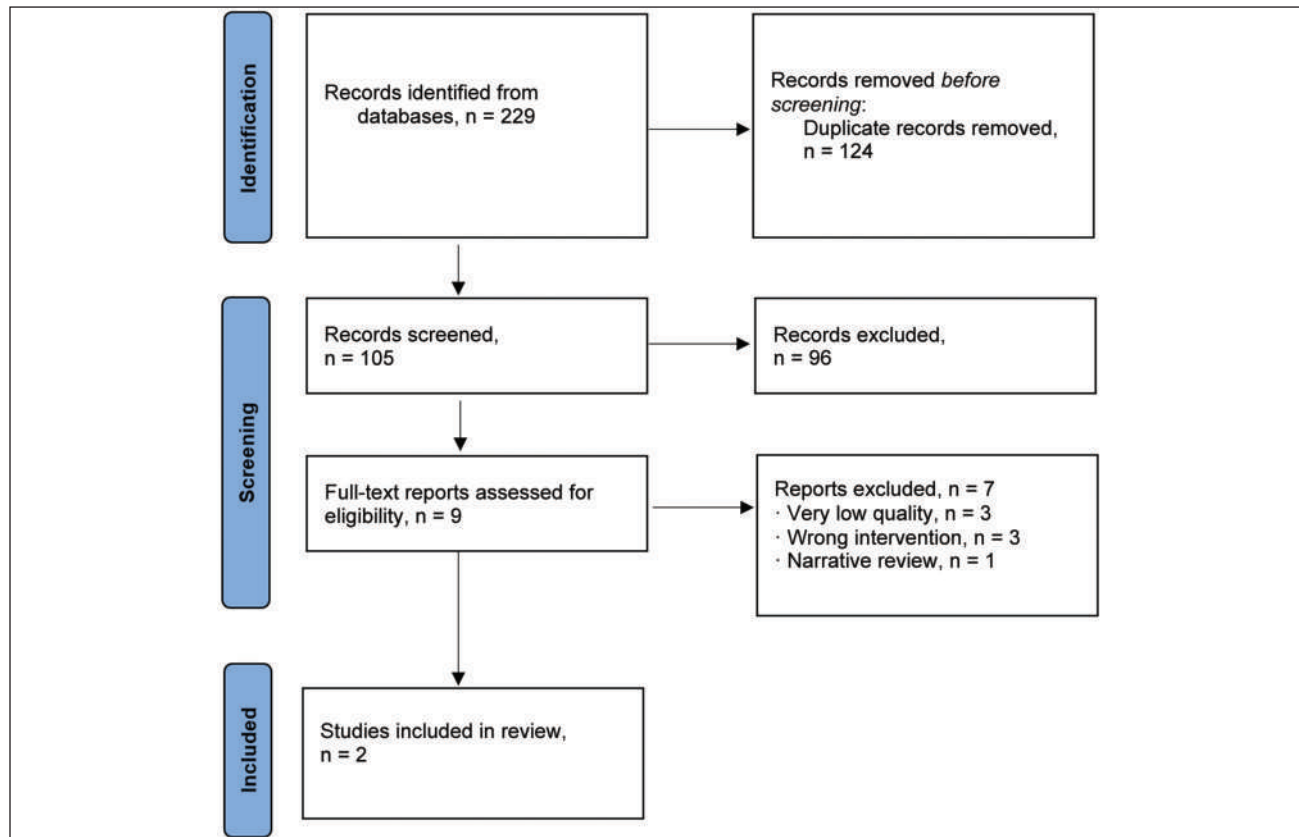 Identification
Records identified from
databases, n = 229
Records removed before
screening:
Duplicate records removed,
n = 124
Screening
Records screened,
n = 105
Records excluded,
n = 96
Full-text reports assessed for
eligibility, n = 9
Reports excluded, n = 7
· Very low quality, n = 3
· Wrong intervention, n = 3
· Narrative review, n = 1
Included
Studies included in review,
n = 2